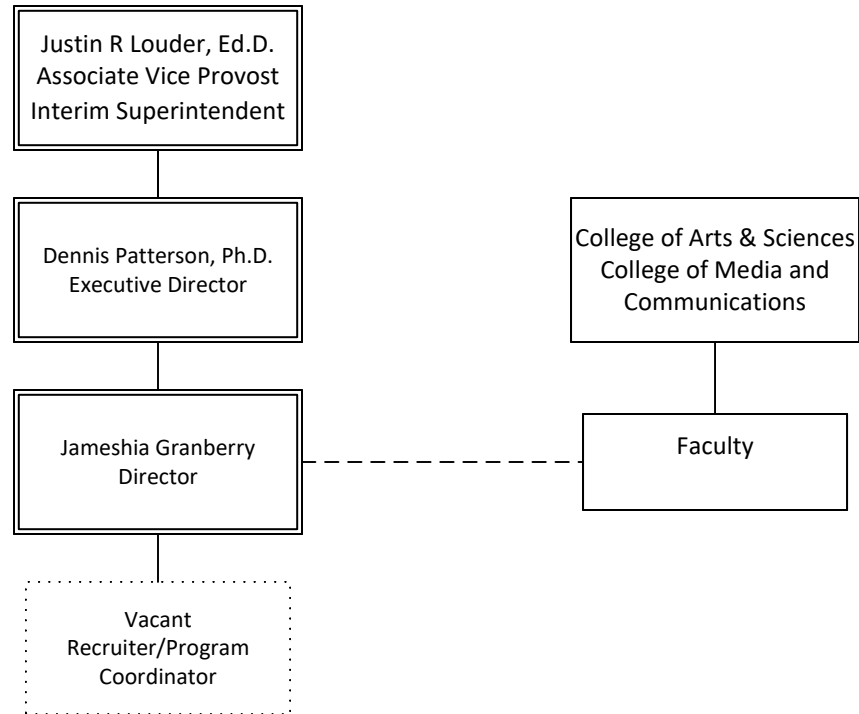 Justin R Louder, Ed.D.
Associate Vice Provost
Interim Superintendent
Dennis Patterson, Ph.D.
Executive Director
College of Arts & Sciences
College of Media and
Communications
Jameshia Granberry
Director
Faculty
Vacant
Recruiter/Program
Coordinator